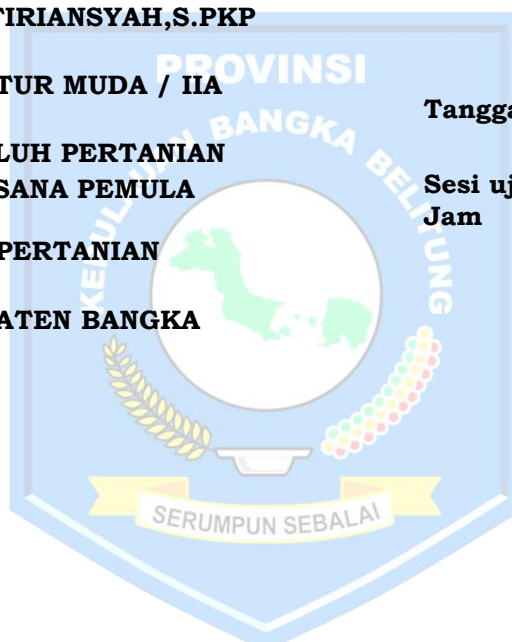 TIRIANSYAH,S.PKP
PROVINSI
TUR MUDA / IIA
Tangga
KEPULAUAN BANGKA BELITUNG
LUH PERTANIAN
SANA PEMULA
Sesi uj
Jam
PERTANIAN
ATEN BANGKA
SERUMPUN SEBALAI